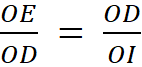 OE/OD = OD/OI